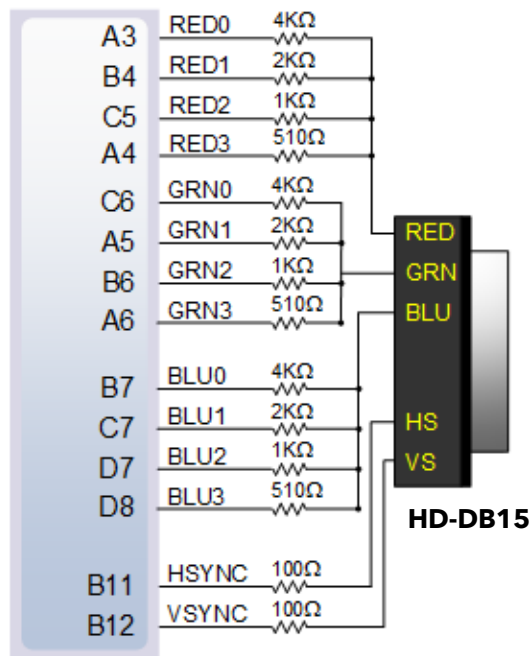 A3 RED0 4KΩ
B4 RED1 2KΩ
C5 RED2 1KΩ
A4 RED3 510Ω
C6 GRN0 4KΩ
A5 GRN1 2KΩ
B6 GRN2 1KΩ
A6 GRN3 510Ω
B7 BLU0 4KΩ
C7 BLU1 2KΩ
D7 BLU2 1KΩ
D8 BLU3 510Ω
B11 HSYNC 100Ω
B12 VSYNC 100Ω
RED
GRN
BLU
HS
VS
HD-DB15